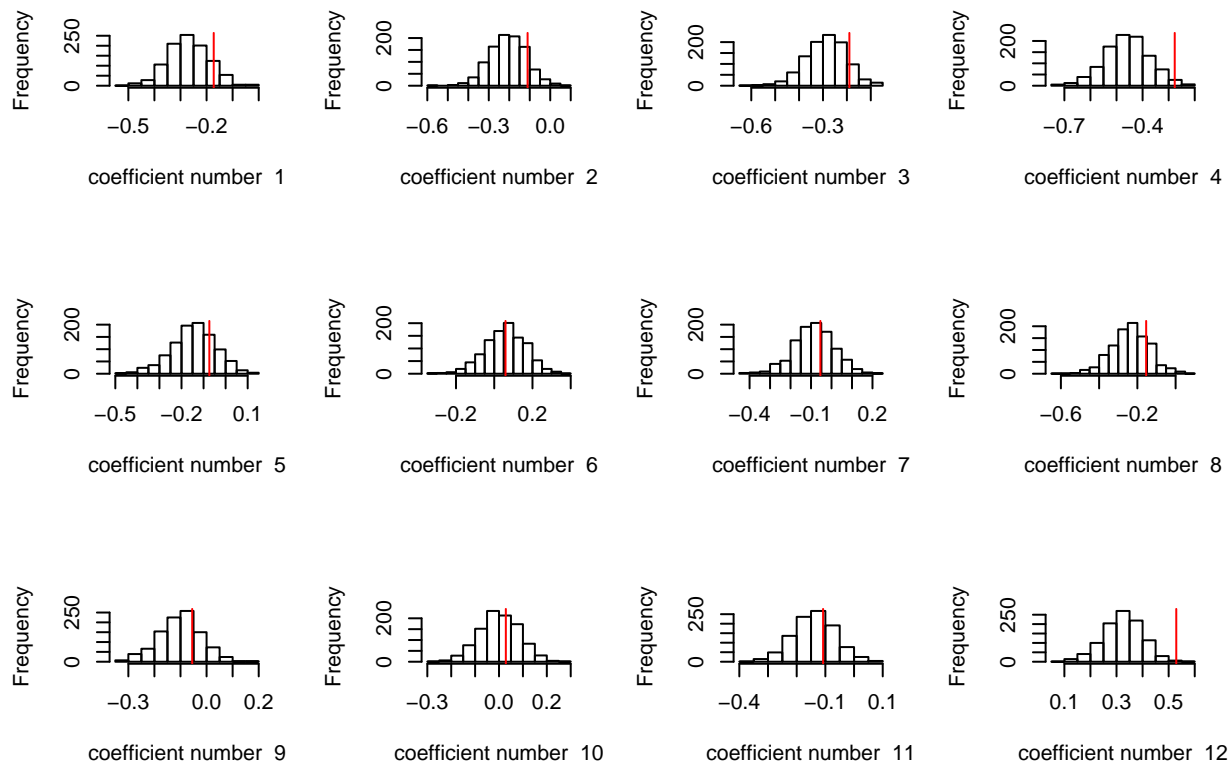 Frequency
0 250
−0.5 −0.2
coefficient number 1
Frequency
0 200
−0.6 −0.3 0.0
coefficient number 2
Frequency
0 200
−0.6 −0.3
coefficient number 3
Frequency
0 200
−0.7 −0.4
coefficient number 4
Frequency
0 200
−0.5 −0.2 0.1
coefficient number 5
Frequency
0 200
−0.2 0.2
coefficient number 6
Frequency
0 200
−0.4 −0.1 0.2
coefficient number 7
Frequency
0 200
−0.6 −0.2
coefficient number 8
Frequency
0 250
−0.3 0.0 0.2
coefficient number 9
Frequency
0 200
−0.3 0.0 0.2
coefficient number 10
Frequency
0 250
−0.4 −0.1 0.1
coefficient number 11
Frequency
0 250
0.1 0.3 0.5
coefficient number 12